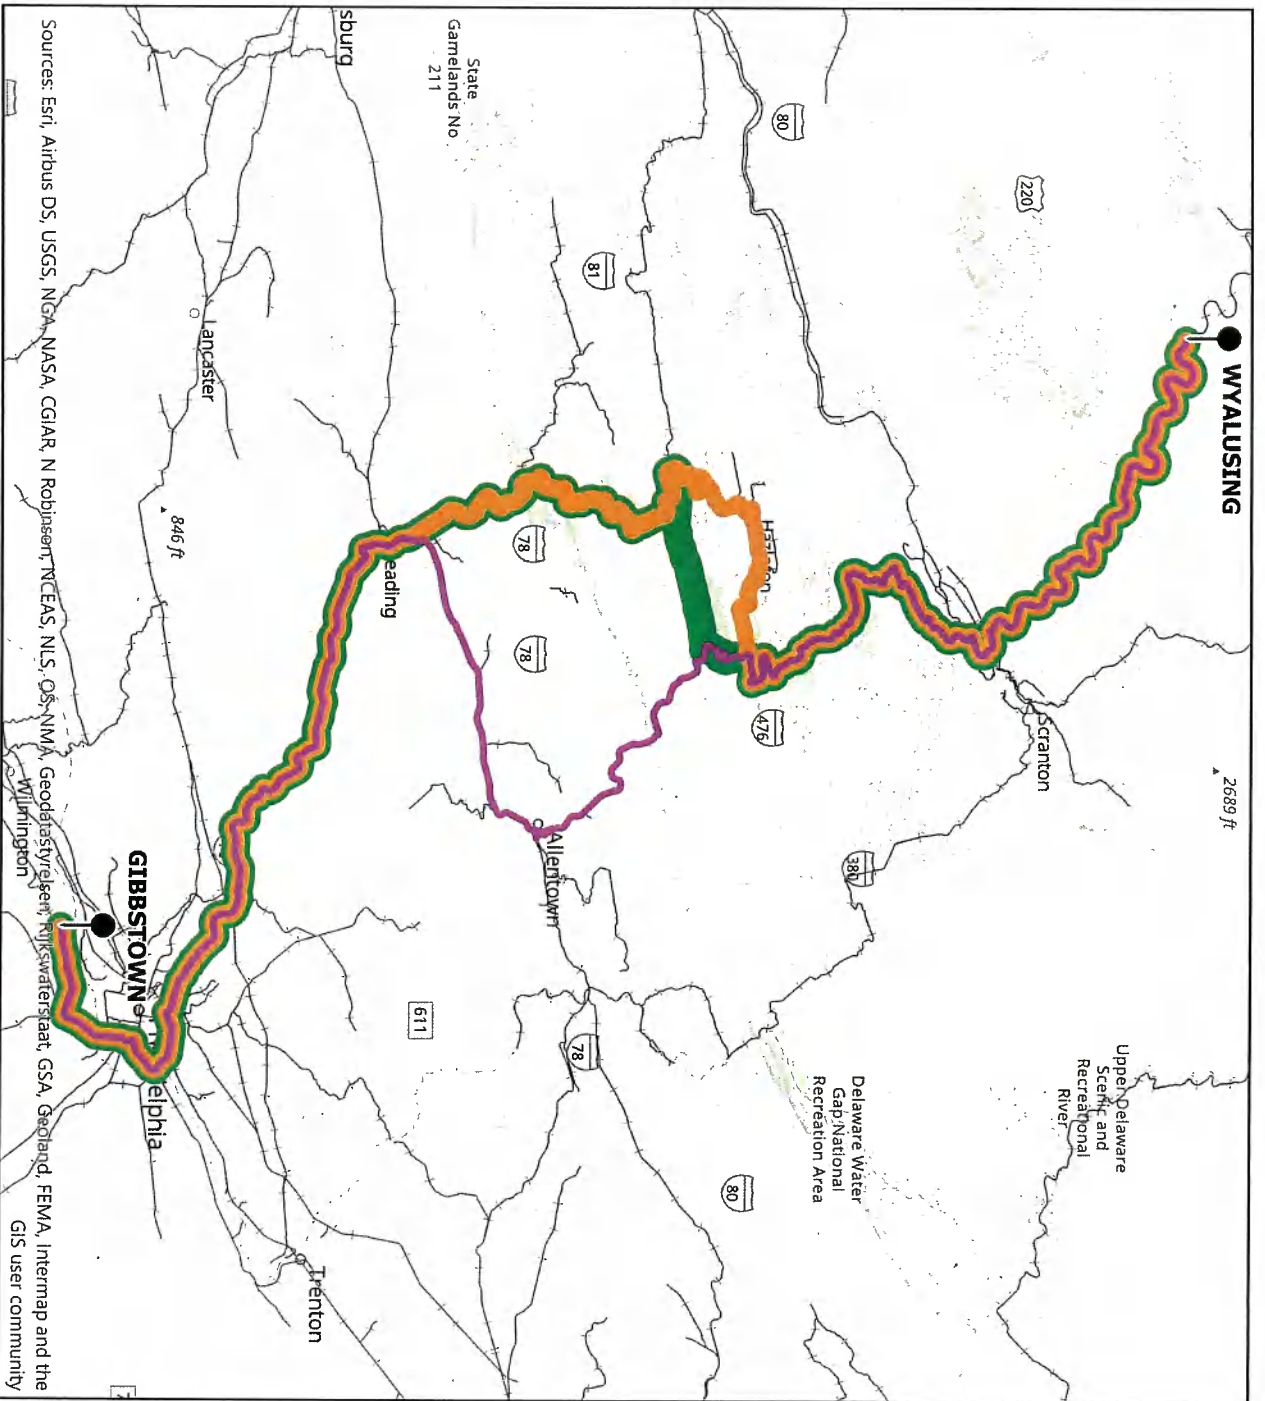 WYALUSING
220
80
2689 ft
Scranton
Upper Delaware
Scenic and
Recreational
River
380
Delaware Water
Gap National
Recreation Area
476
80
81
State
Gamelands No
211
78
78
78
Allentown
611
sburg
eading
Lancaster
846 ft
Trenton
elphia
GIBBSTOWN
Wilmington
Sources: Esri, Airbus DS, USGS, NGA, NASA, CGIAR, N Robinson, NCEAS, NLS, OS, NMA, Geodatastyrelsen, Rijkswaterstaat, GSA, Geoland, FEMA, Intermap and the
GIS user community